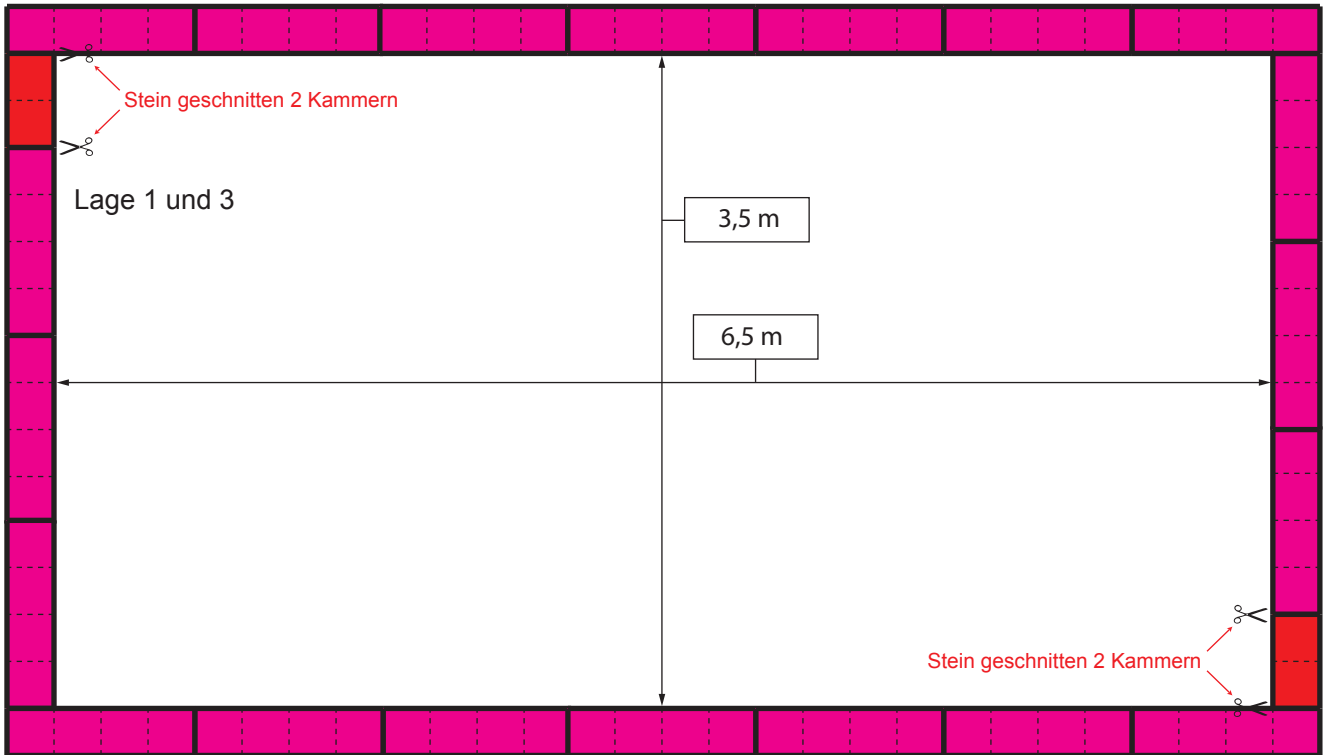 Stein geschnitten 2 Kammern
Lage 1 und 3
3,5 m
6,5 m
Stein geschnitten 2 Kammern